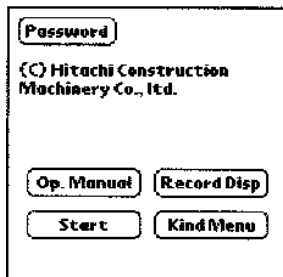 Password
(C) Hitachi Construction
Machinery Co., ltd.
Op. Manual Record Disp
Start Kind Menu